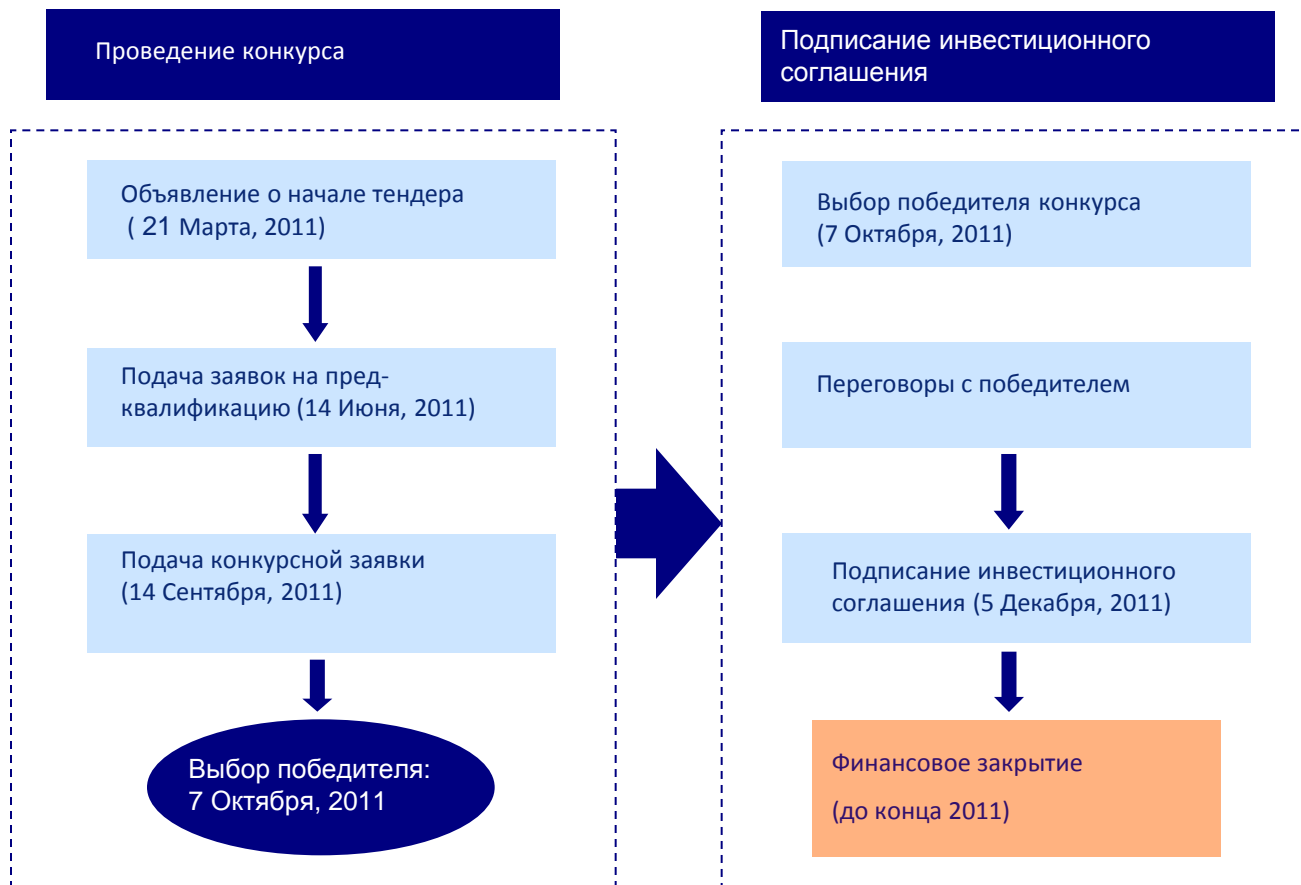 Проведение конкурса
Объявление о начале тендера
( 21 Марта, 2011)
Подача заявок на пред-
квалификацию (14 Июня, 2011)
Подача конкурсной заявки
(14 Сентября, 2011)
Выбор победителя:
7 Октября, 2011
Подписание инвестиционного
соглашения
Выбор победителя конкурса
(7 Октября, 2011)
Переговоры с победителем
Подписание инвестиционного
соглашения (5 Декабря, 2011)
Финансовое закрытие
(до конца 2011)